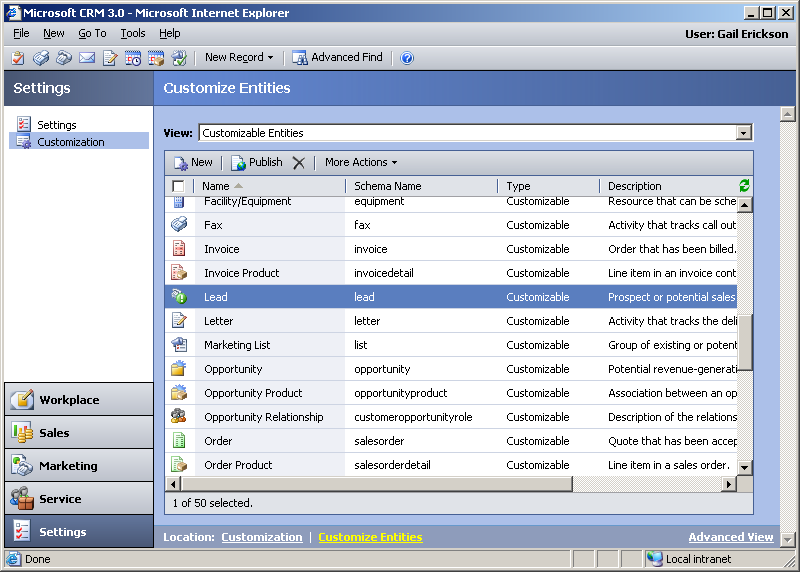 Microsoft CRM 3.0 - Microsoft Internet Explorer
File New Go To Tools Help User: Gail Erickson
New Record Advanced Find
Settings Customize Entities
Settings
Customization
View: Customizable Entities
New Publish More Actions
Name Schema Name Type Description
Facility/Equipment equipment Customizable Resource that can be sche
Fax fax Customizable Activity that tracks call out
Invoice invoice Customizable Order that has been billed.
Invoice Product invoicedetail Customizable Line item in an invoice cont
Lead lead Customizable Prospect or potential sales
Letter letter Customizable Activity that tracks the deli
Marketing List list Customizable Group of existing or potent
Opportunity opportunity Customizable Potential revenue-generati
Opportunity Product opportunityproduct Customizable Association between an op
Opportunity Relationship customeropportunityrole Customizable Description of the relations
Order salesorder Customizable Quote that has been accep
Order Product salesorderdetail Customizable Line item in a sales order.
1 of 50 selected.
Workplace
Sales
Marketing
Service
Settings
Location: Customization | Customize Entities Advanced View
Done Local intranet